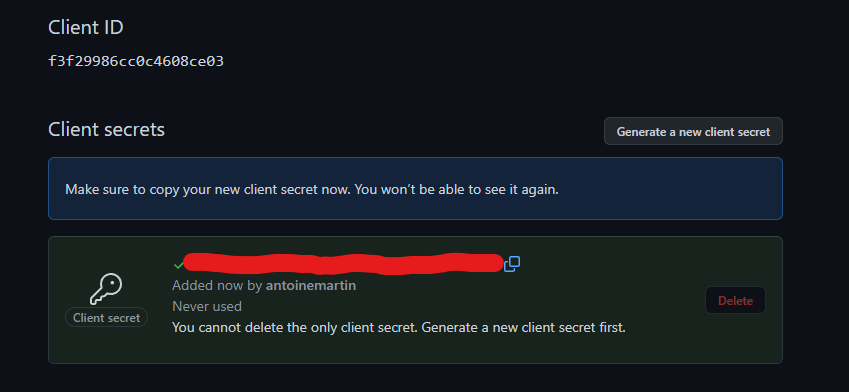 Client ID
f3f29986cc0c4608ce03
Client secrets
Generate a new client secret
Make sure to copy your new client secret now. You won't be able to see it again.
Added now by antoinemartin
Never used
Client secret
You cannot delete the only client secret. Generate a new client secret first.
Delete